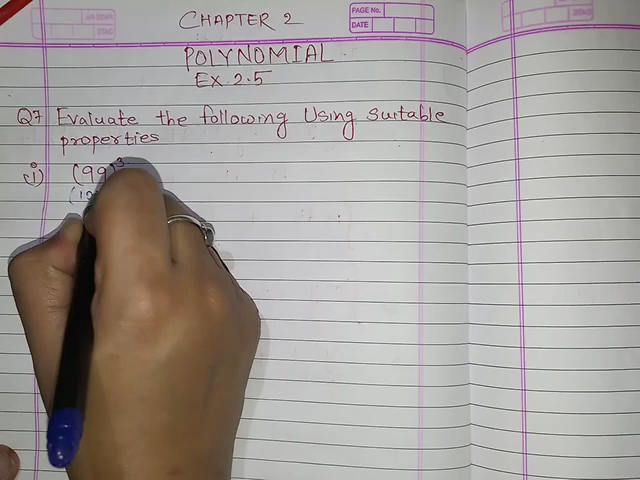 CHAPTER 2
PAGE No.
DATE
POLYNOMIAL
EX 2.5
Q7 Evaluate the following Using suitable
properties
(i) (99)³